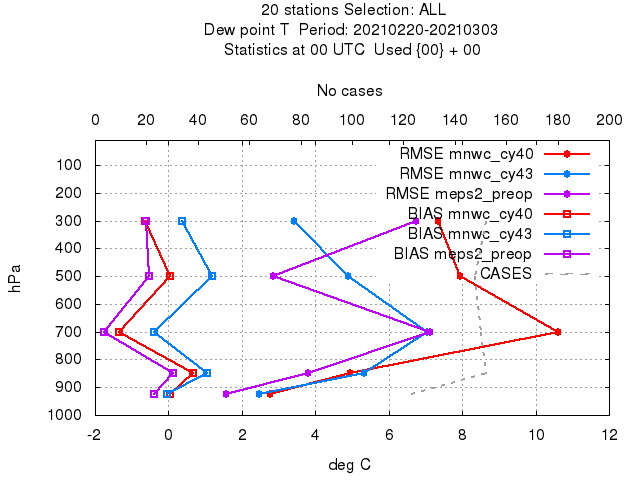 20 stations Selection: ALL
Dew point T  Period: 20210220-20210303
Statistics at 00 UTC  Used {00} + 00
No cases
0 20 40 60 80 100 120 140 160 180 200
RMSE mnwc_cy40
RMSE mnwc_cy43
RMSE meps2_preop
BIAS mnwc_cy40
BIAS mnwc_cy43
BIAS meps2_preop
CASES
100
200
300
400
500
600
700
800
900
1000
hPa
-2 0 2 4 6 8 10 12
deg C